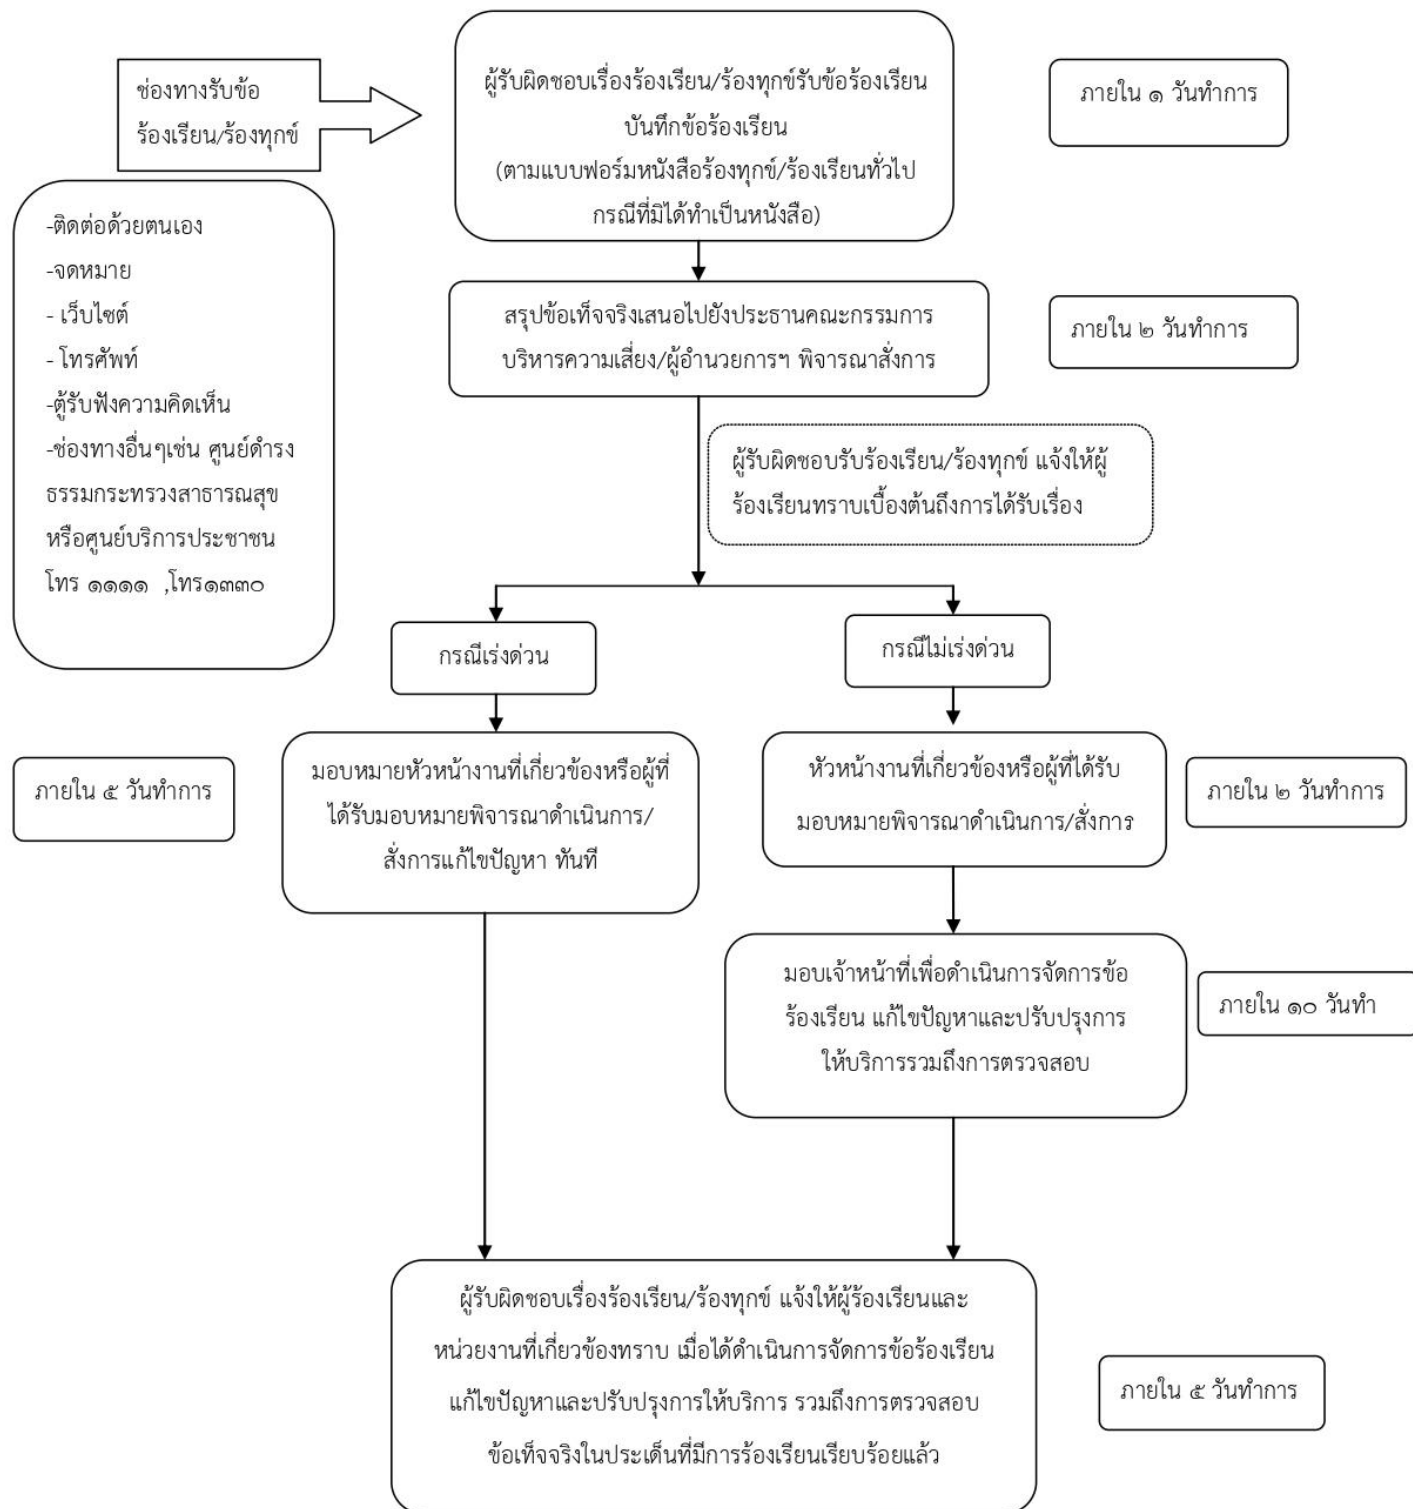 ช่องทางรับข้อ
ร้องเรียน/ร้องทุกข์
ผู้รับผิดชอบเรื่องร้องเรียน/ร้องทุกข์รับข้อร้องเรียน
บันทึกข้อร้องเรียน
(ตามแบบฟอร์มหนังสือร้องทุกข์/ร้องเรียนทั่วไป
กรณีที่มิได้ทำเป็นหนังสือ)
ภายใน ๑ วันทำการ
-ติดต่อด้วยตนเอง
-จดหมาย
- เว็บไซต์
- โทรศัพท์
-ตู้รับฟังความคิดเห็น
-ช่องทางอื่นๆเช่น ศูนย์ดำรง
ธรรมกระทรวงสาธารณสุข
หรือศูนย์บริการประชาชน
โทร ๑๑๑๑ ,โทร๑๓๓๐
สรุปข้อเท็จจริงเสนอไปยังประธานคณะกรรมการ
บริหารความเสี่ยง/ผู้อำนวยการฯ พิจารณาสั่งการ
ภายใน ๒ วันทำการ
ผู้รับผิดชอบรับร้องเรียน/ร้องทุกข์ แจ้งให้ผู้
ร้องเรียนทราบเบื้องต้นถึงการได้รับเรื่อง
กรณีเร่งด่วน
กรณีไม่เร่งด่วน
ภายใน ๕ วันทำการ
มอบหมายหัวหน้างานที่เกี่ยวข้องหรือผู้ที่
ได้รับมอบหมายพิจารณาดำเนินการ/
สั่งการแก้ไขปัญหา ทันที
หัวหน้างานที่เกี่ยวข้องหรือผู้ที่ได้รับ
มอบหมายพิจารณาดำเนินการ/สั่งการ
ภายใน ๒ วันทำการ
มอบเจ้าหน้าที่เพื่อดำเนินการจัดการข้อ
ร้องเรียน แก้ไขปัญหาและปรับปรุงการ
ให้บริการรวมถึงการตรวจสอบ
ภายใน ๑๐ วันทำ
ผู้รับผิดชอบเรื่องร้องเรียน/ร้องทุกข์ แจ้งให้ผู้ร้องเรียนและ
หน่วยงานที่เกี่ยวข้องทราบ เมื่อได้ดำเนินการจัดการข้อร้องเรียน
แก้ไขปัญหาและปรับปรุงการให้บริการ รวมถึงการตรวจสอบ
ข้อเท็จจริงในประเด็นที่มีการร้องเรียนเรียบร้อยแล้ว
ภายใน ๕ วันทำการ